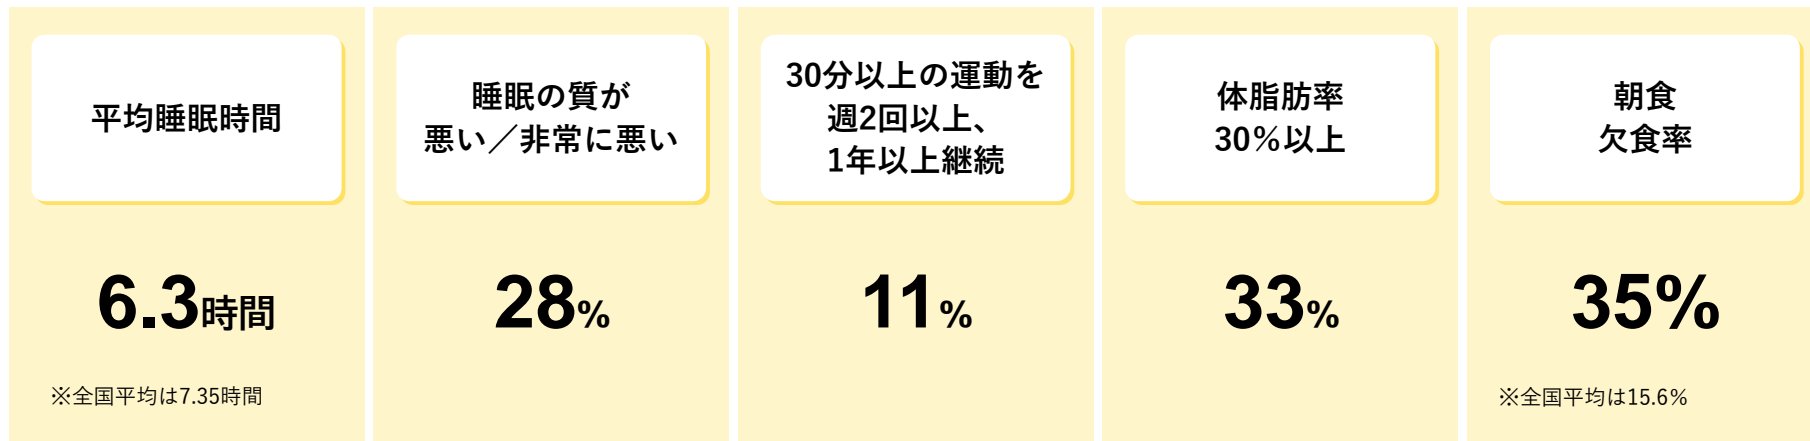 平均睡眠時間
6.3時間
※全国平均は7.35時間
睡眠の質が
悪い／非常に悪い
28%
30分以上の運動を
週2回以上、
1年以上継続
11%
体脂肪率
30%以上
33%
朝食
欠食率
35%
※全国平均は15.6%